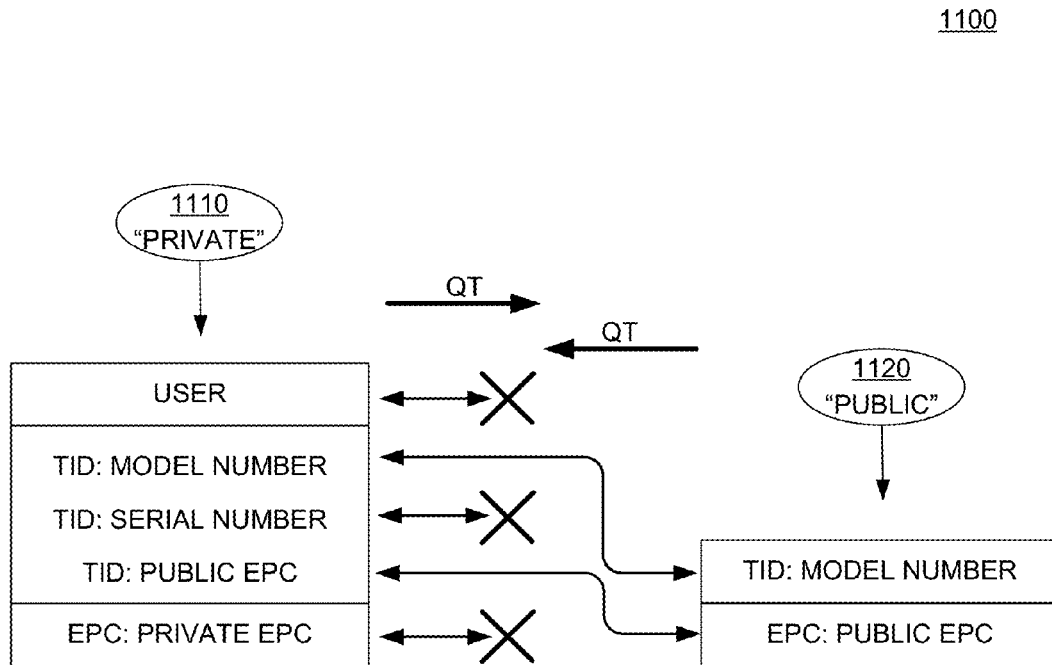 1100
1110
“PRIVATE”
QT
QT
1120
“PUBLIC”
USER
TID: MODEL NUMBER
TID: SERIAL NUMBER
TID: PUBLIC EPC
EPC: PRIVATE EPC
TID: MODEL NUMBER
EPC: PUBLIC EPC